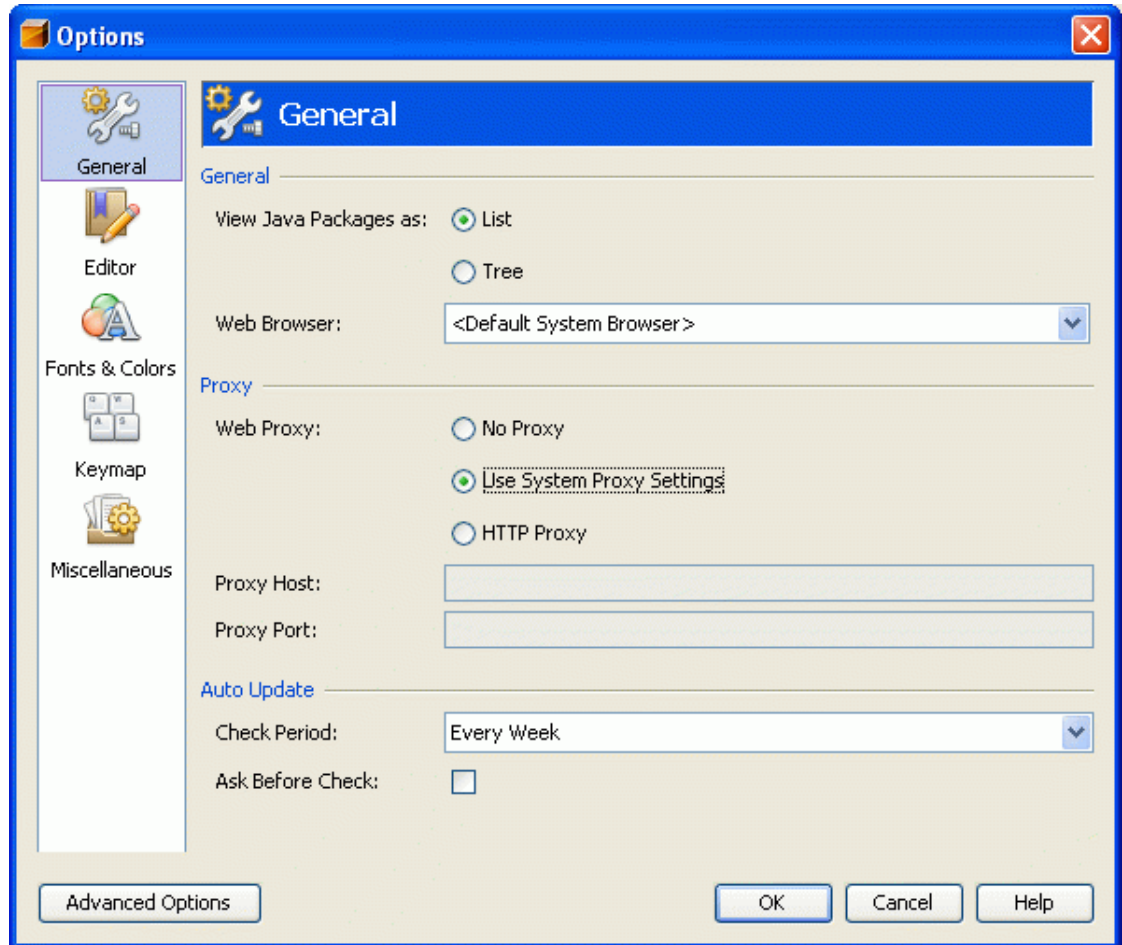 Options
General
Editor
Fonts & Colors
Keymap
Miscellaneous
General
General
View Java Packages as: List
Tree
Web Browser: <Default System Browser>
Proxy
Web Proxy: No Proxy
Use System Proxy Settings
HTTP Proxy
Proxy Host:
Proxy Port:
Auto Update
Check Period: Every Week
Ask Before Check:
Advanced Options OK Cancel Help